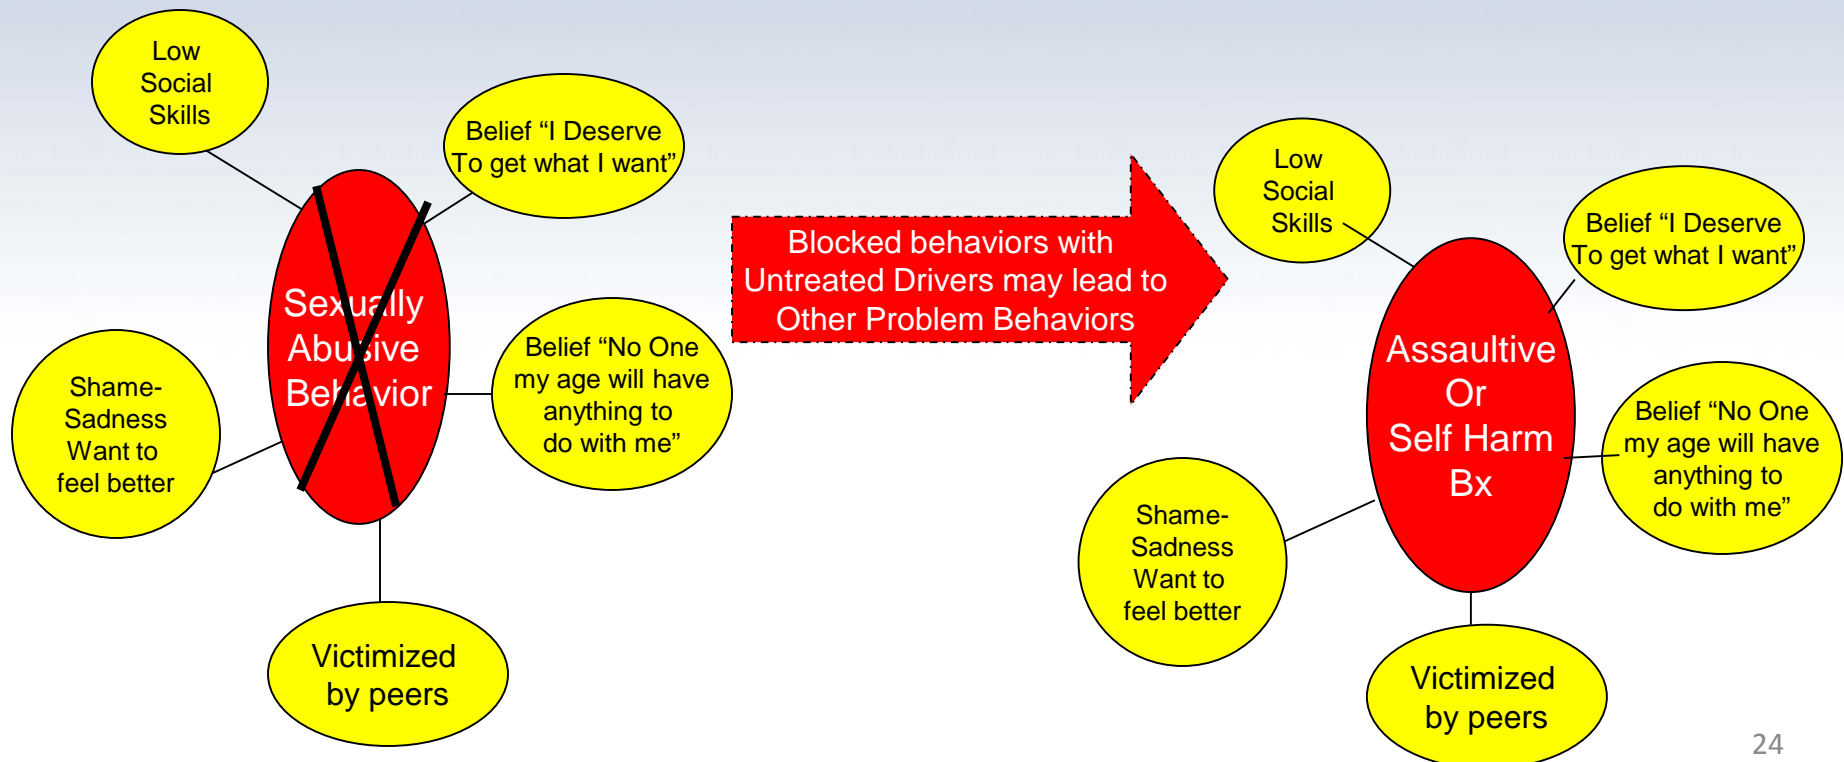 Low
Social
Skills
Belief “I Deserve
To get what I want”
Sexually
Abusive
Behavior
Shame-
Sadness
Want to
feel better
Belief “No One
my age will have
anything to
do with me”
Victimized
by peers
Blocked behaviors with
Untreated Drivers may lead to
Other Problem Behaviors
Low
Social
Skills
Belief “I Deserve
To get what I want”
Assaultive
Or
Self Harm
Bx
Belief “No One
my age will have
anything to
do with me”
Shame-
Sadness
Want to
feel better
Victimized
by peers
24